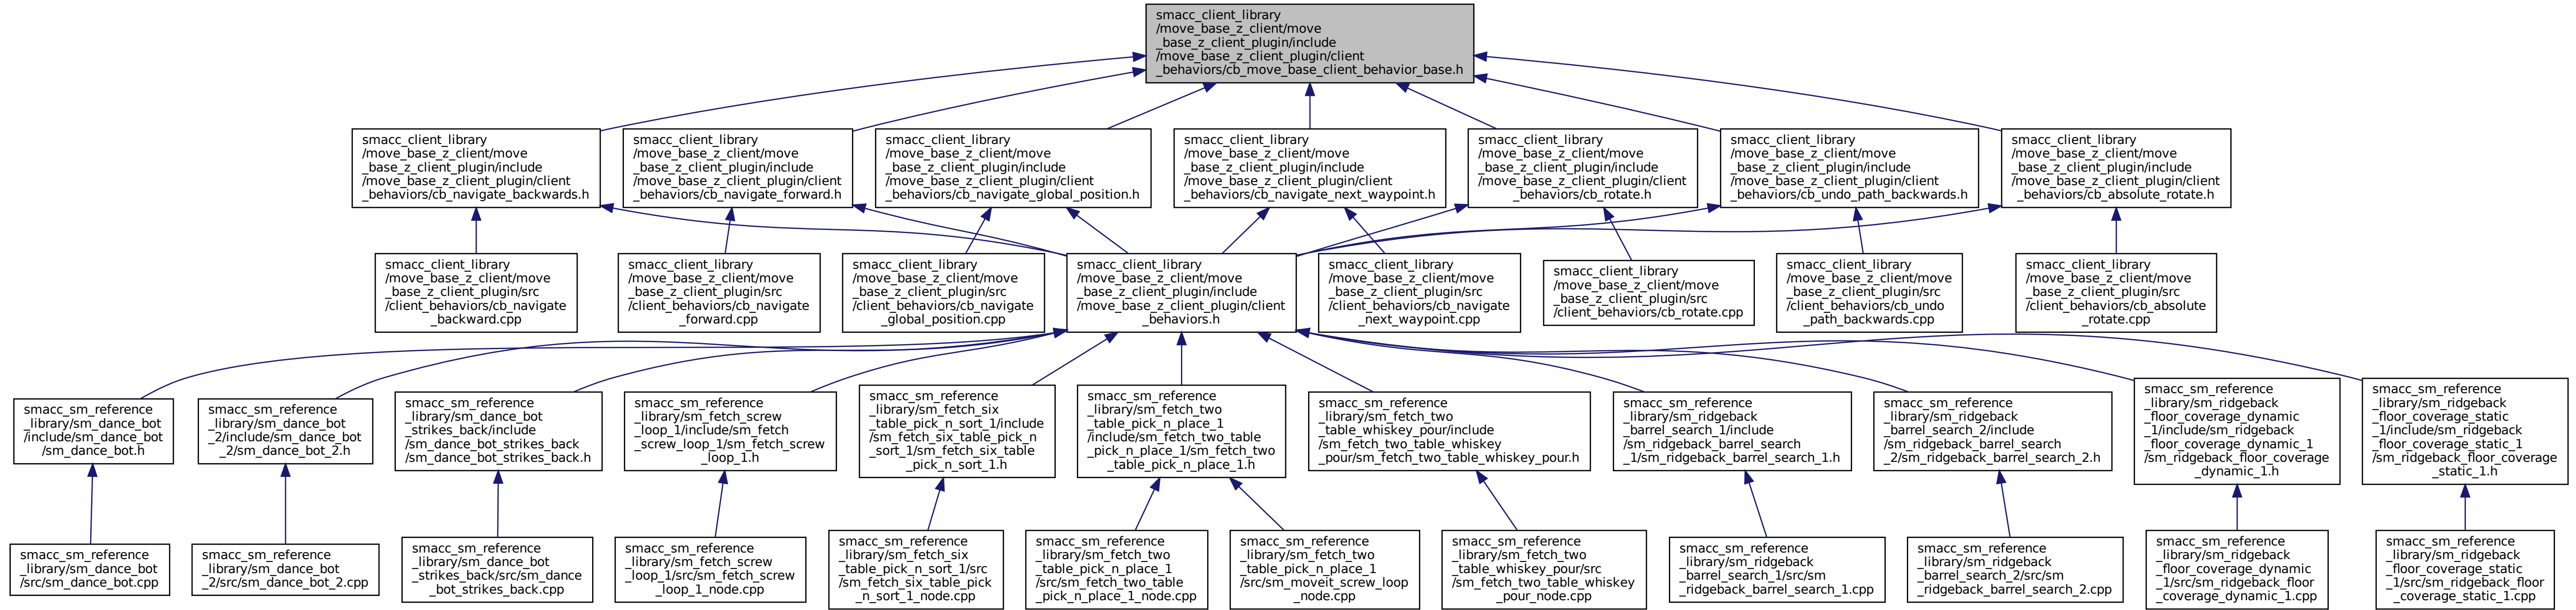 smacc_client_library
/move_base_z_client/move
_base_z_client_plugin/include
/move_base_z_client_plugin/client
_behaviors/cb_move_base_client_behavior_base.h
smacc_client_library
/move_base_z_client/move
_base_z_client_plugin/include
/move_base_z_client_plugin/client
_behaviors/cb_navigate_backwards.h
smacc_client_library
/move_base_z_client/move
_base_z_client_plugin/include
/move_base_z_client_plugin/client
_behaviors/cb_navigate_forward.h
smacc_client_library
/move_base_z_client/move
_base_z_client_plugin/include
/move_base_z_client_plugin/client
_behaviors/cb_navigate_global_position.h
smacc_client_library
/move_base_z_client/move
_base_z_client_plugin/include
/move_base_z_client_plugin/client
_behaviors/cb_navigate_next_waypoint.h
smacc_client_library
/move_base_z_client/move
_base_z_client_plugin/include
/move_base_z_client_plugin/client
_behaviors/cb_rotate.h
smacc_client_library
/move_base_z_client/move
_base_z_client_plugin/include
/move_base_z_client_plugin/client
_behaviors/cb_undo_path_backwards.h
smacc_client_library
/move_base_z_client/move
_base_z_client_plugin/include
/move_base_z_client_plugin/client
_behaviors/cb_absolute_rotate.h
smacc_client_library
/move_base_z_client/move
_base_z_client_plugin/src
/client_behaviors/cb_navigate
_backward.cpp
smacc_client_library
/move_base_z_client/move
_base_z_client_plugin/src
/client_behaviors/cb_navigate
_forward.cpp
smacc_client_library
/move_base_z_client/move
_base_z_client_plugin/src
/client_behaviors/cb_navigate
_global_position.cpp
smacc_client_library
/move_base_z_client/move
_base_z_client_plugin/include
/move_base_z_client_plugin/client
_behaviors.h
smacc_client_library
/move_base_z_client/move
_base_z_client_plugin/src
/client_behaviors/cb_navigate
_next_waypoint.cpp
smacc_client_library
/move_base_z_client/move
_base_z_client_plugin/src
/client_behaviors/cb_rotate.cpp
smacc_client_library
/move_base_z_client/move
_base_z_client_plugin/src
/client_behaviors/cb_undo
_path_backwards.cpp
smacc_client_library
/move_base_z_client/move
_base_z_client_plugin/src
/client_behaviors/cb_absolute
_rotate.cpp
smacc_sm_reference
_library/sm_dance_bot
/include/sm_dance_bot
/sm_dance_bot.h
smacc_sm_reference
_library/sm_dance_bot
_2/include/sm_dance_bot
_2/sm_dance_bot_2.h
smacc_sm_reference
_library/sm_dance_bot
_strikes_back/include
/sm_dance_bot_strikes_back
/sm_dance_bot_strikes_back.h
smacc_sm_reference
_library/sm_fetch_screw
_loop_1/include/sm_fetch
_screw_loop_1/sm_fetch_screw
_loop_1.h
smacc_sm_reference
_library/sm_fetch_six
_table_pick_n_sort_1/include
/sm_fetch_six_table_pick_n
_sort_1/sm_fetch_six_table
_pick_n_sort_1.h
smacc_sm_reference
_library/sm_fetch_two
_table_pick_n_place_1
/include/sm_fetch_two_table
_pick_n_place_1/sm_fetch_two
_table_pick_n_place_1.h
smacc_sm_reference
_library/sm_fetch_two
_table_whiskey_pour/include
/sm_fetch_two_table_whiskey
_pour/sm_fetch_two_table_whiskey_pour.h
smacc_sm_reference
_library/sm_ridgeback
_barrel_search_1/include
/sm_ridgeback_barrel_search
_1/sm_ridgeback_barrel_search_1.h
smacc_sm_reference
_library/sm_ridgeback
_barrel_search_2/include
/sm_ridgeback_barrel_search
_2/sm_ridgeback_barrel_search_2.h
smacc_sm_reference
_library/sm_ridgeback
_floor_coverage_dynamic
_1/include/sm_ridgeback
_floor_coverage_dynamic_1
/sm_ridgeback_floor_coverage
_dynamic_1.h
smacc_sm_reference
_library/sm_ridgeback
_floor_coverage_static
_1/include/sm_ridgeback
_floor_coverage_static_1
/sm_ridgeback_floor_coverage
_static_1.h
smacc_sm_reference
_library/sm_dance_bot
/src/sm_dance_bot.cpp
smacc_sm_reference
_library/sm_dance_bot
_2/src/sm_dance_bot_2.cpp
smacc_sm_reference
_library/sm_dance_bot
_strikes_back/src/sm_dance
_bot_strikes_back.cpp
smacc_sm_reference
_library/sm_fetch_screw
_loop_1/src/sm_fetch_screw
_loop_1_node.cpp
smacc_sm_reference
_library/sm_fetch_six
_table_pick_n_sort_1/src
/sm_fetch_six_table_pick
_n_sort_1_node.cpp
smacc_sm_reference
_library/sm_fetch_two
_table_pick_n_place_1
/src/sm_fetch_two_table
_pick_n_place_1_node.cpp
smacc_sm_reference
_library/sm_fetch_two
_table_pick_n_place_1
/src/sm_moveit_screw_loop
_node.cpp
smacc_sm_reference
_library/sm_fetch_two
_table_whiskey_pour/src
/sm_fetch_two_table_whiskey
_pour_node.cpp
smacc_sm_reference
_library/sm_ridgeback
_barrel_search_1/src/sm
_ridgeback_barrel_search_1.cpp
smacc_sm_reference
_library/sm_ridgeback
_barrel_search_2/src/sm
_ridgeback_barrel_search_2.cpp
smacc_sm_reference
_library/sm_ridgeback
_floor_coverage_dynamic
_1/src/sm_ridgeback_floor
_coverage_dynamic_1.cpp
smacc_sm_reference
_library/sm_ridgeback
_floor_coverage_static
_1/src/sm_ridgeback_floor
_coverage_static_1.cpp